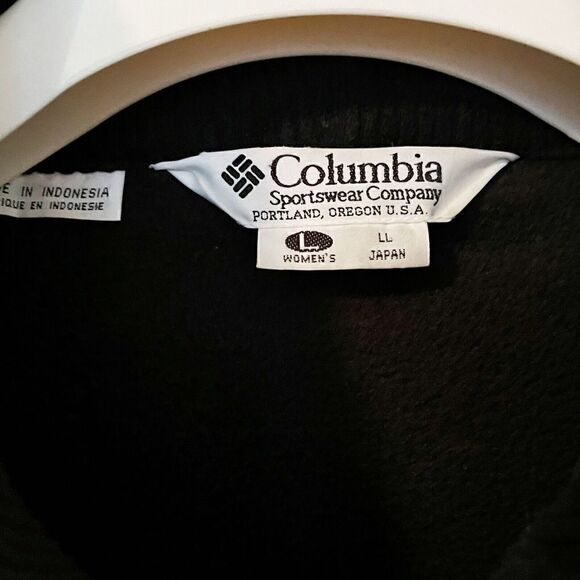 IN INDONESIA
EN INDONESIE
Columbia
Sportswear Company
PORTLAND, OREGON U.S.A.
L LL
WOMEN'S JAPAN